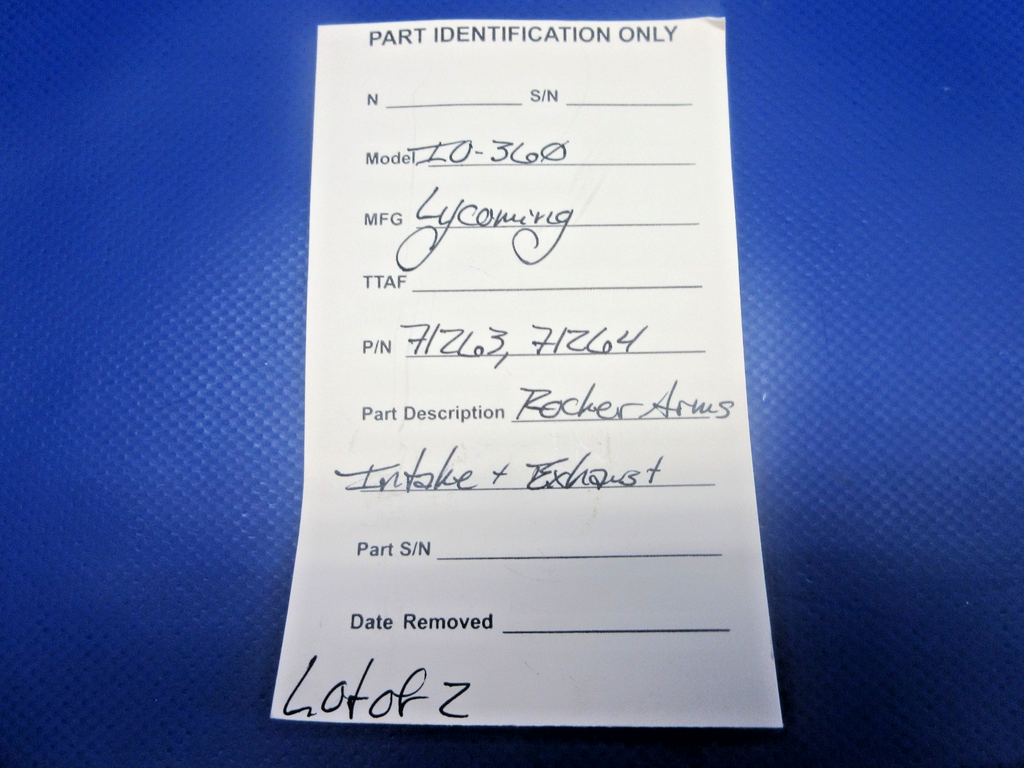 PART IDENTIFICATION ONLY
N S/N
Model IO-360
MFG Lycoming
TTAF
P/N 71263, 71264
Part Description Rocker Arms
Intake + Exhaust
Part S/N
Date Removed
Lot of 2